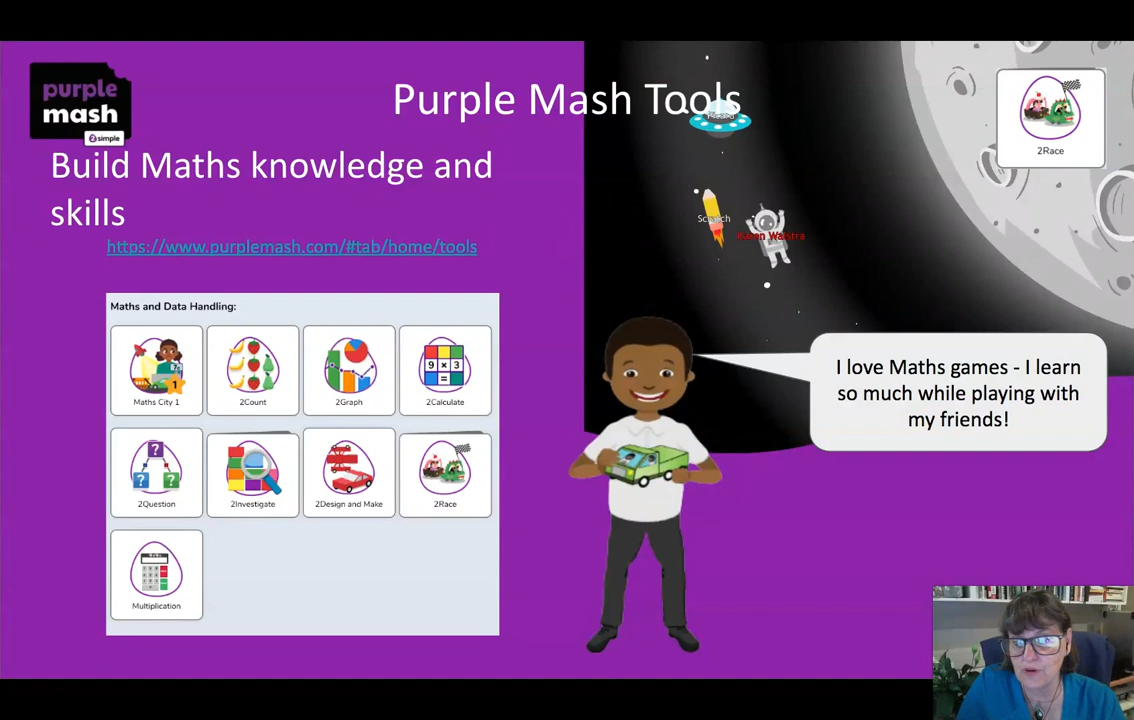 purple
mash
2simple
Purple Mash Tools
Build Maths knowledge and
skills
https://www.purplemash.com/#tab/home/tools
Maths and Data Handling:
Maths City 1
2Count
2Graph
2Calculate
9 × 3
=
2Question
2Investigate
2Design and Make
2Race
Multiplication
2Race
I love Maths games - I learn
so much while playing with
my friends!